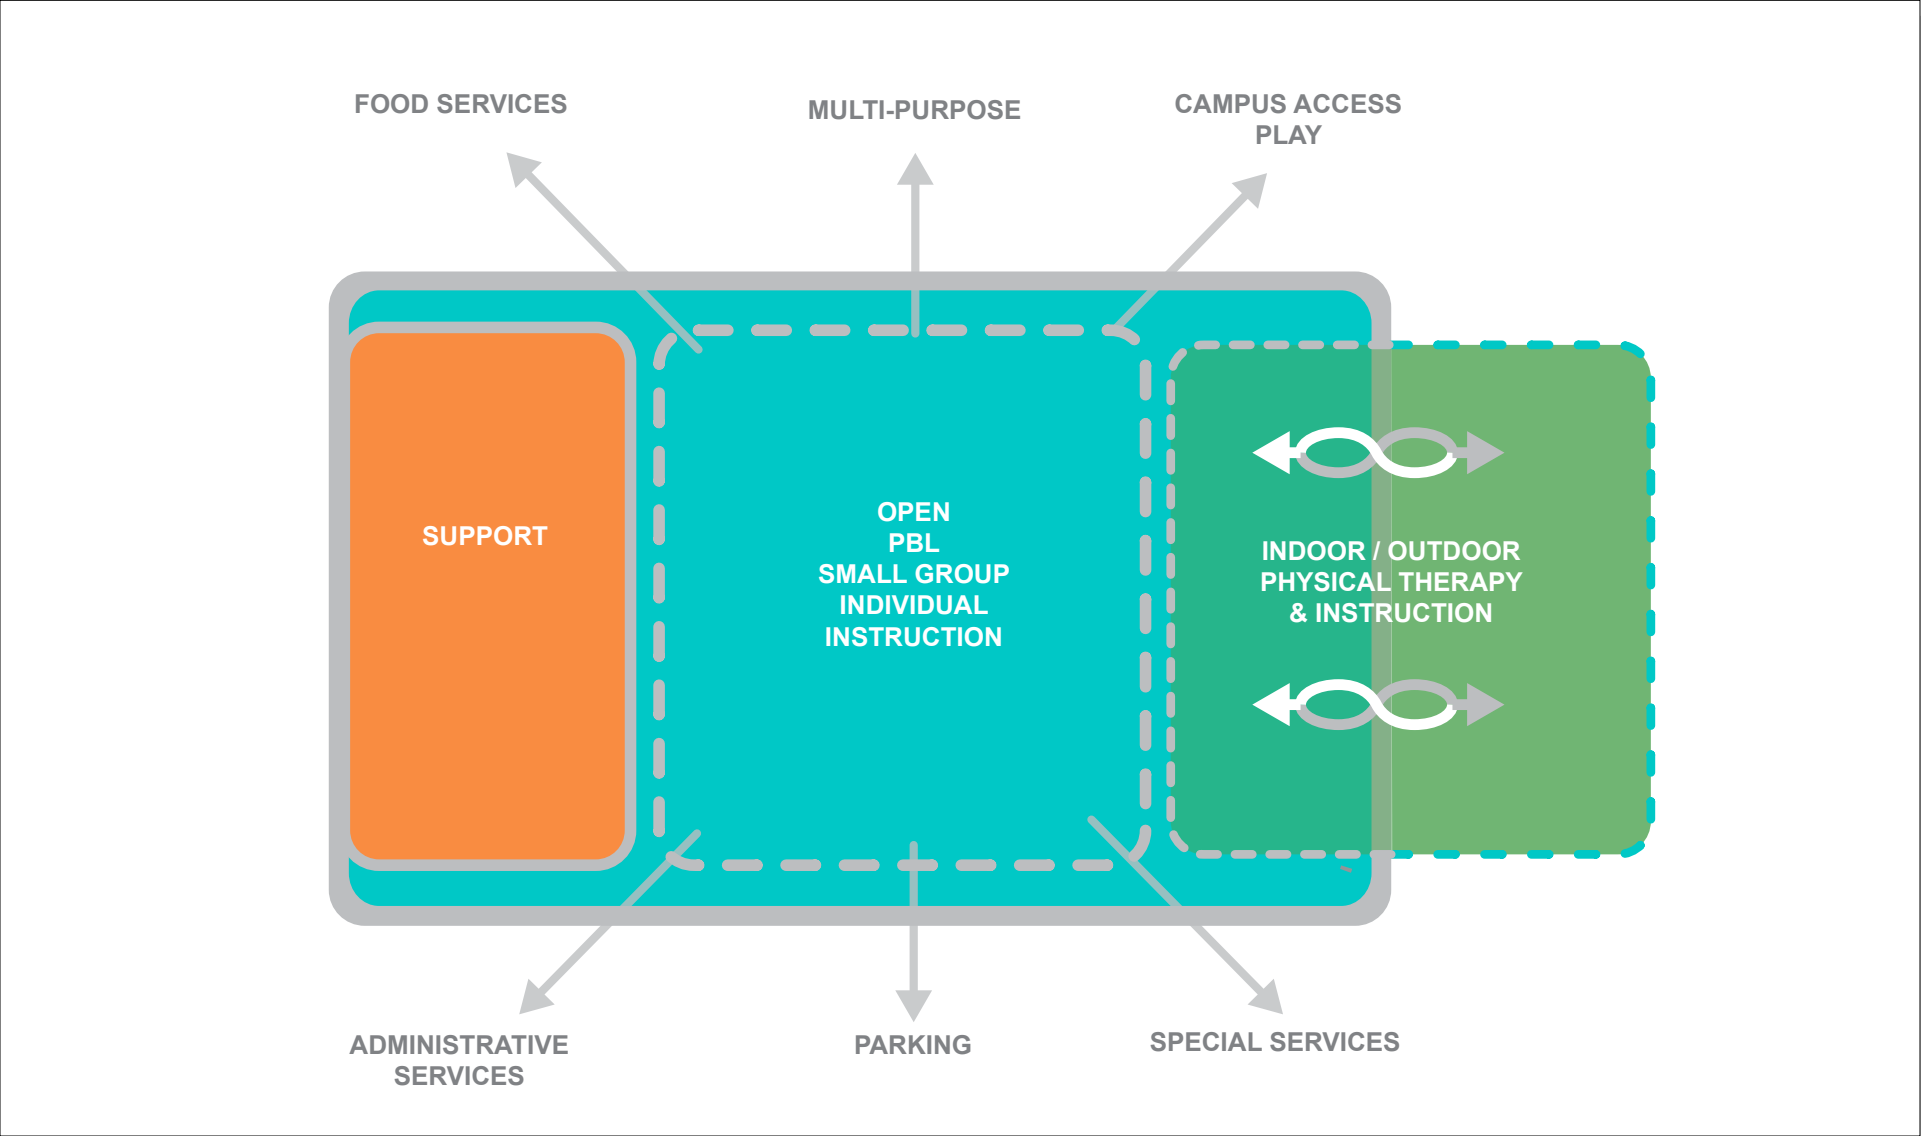 FOOD SERVICES
MULTI-PURPOSE
CAMPUS ACCESS
PLAY
SUPPORT
OPEN
PBL
SMALL GROUP
INDIVIDUAL
INSTRUCTION
INDOOR / OUTDOOR
PHYSICAL THERAPY
& INSTRUCTION
ADMINISTRATIVE
SERVICES
PARKING
SPECIAL SERVICES